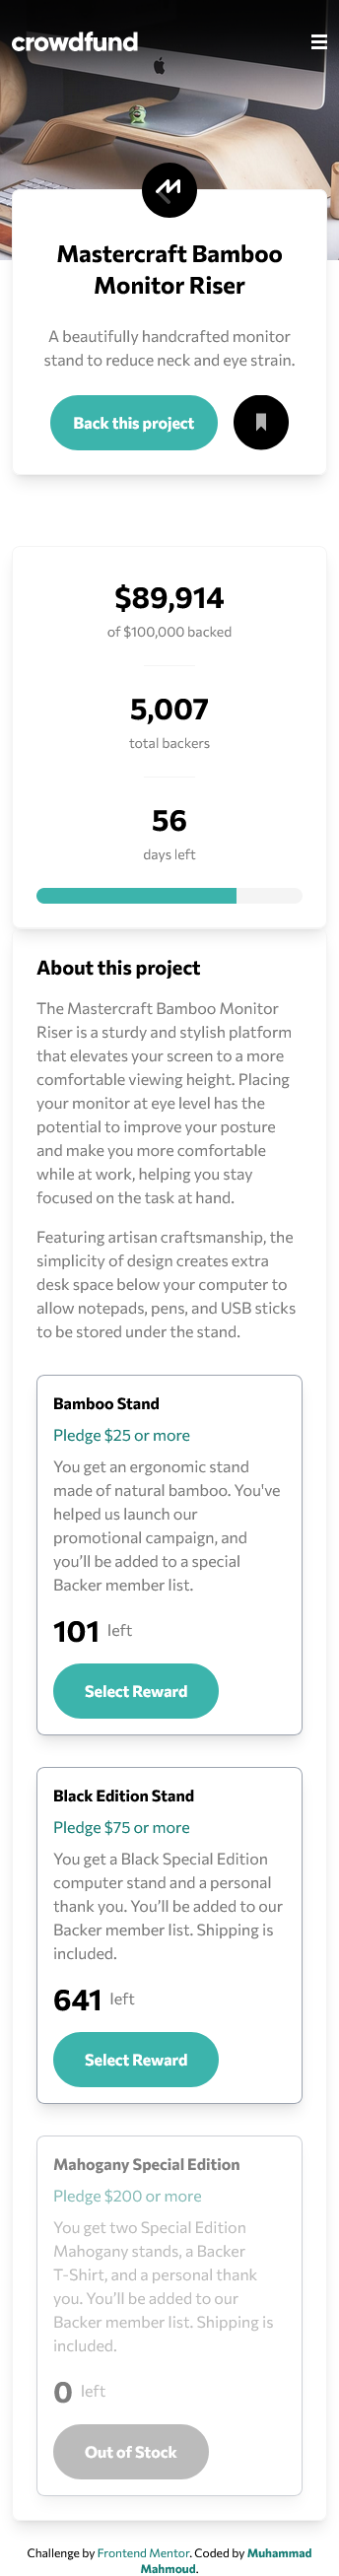 crowdfund
Mastercraft Bamboo
Monitor Riser
A beautifully handcrafted monitor
stand to reduce neck and eye strain.
Back this project
$89,914
of $100,000 backed
5,007
total backers
56
days left
About this project
The Mastercraft Bamboo Monitor
Riser is a sturdy and stylish platform
that elevates your screen to a more
comfortable viewing height. Placing
your monitor at eye level has the
potential to improve your posture
and make you more comfortable
while at work, helping you stay
focused on the task at hand.
Featuring artisan craftsmanship, the
simplicity of design creates extra
desk space below your computer to
allow notepads, pens, and USB sticks
to be stored under the stand.
Bamboo Stand
Pledge $25 or more
You get an ergonomic stand
made of natural bamboo. You've
helped us launch our
promotional campaign, and
you’ll be added to a special
Backer member list.
101 left
Select Reward
Black Edition Stand
Pledge $75 or more
You get a Black Special Edition
computer stand and a personal
thank you. You’ll be added to our
Backer member list. Shipping is
included.
641 left
Select Reward
Mahogany Special Edition
Pledge $200 or more
You get two Special Edition
Mahogany stands, a Backer
T-Shirt, and a personal thank
you. You’ll be added to our
Backer member list. Shipping is
included.
0 left
Out of Stock
Challenge by Frontend Mentor. Coded by Muhammad
Mahmoud.